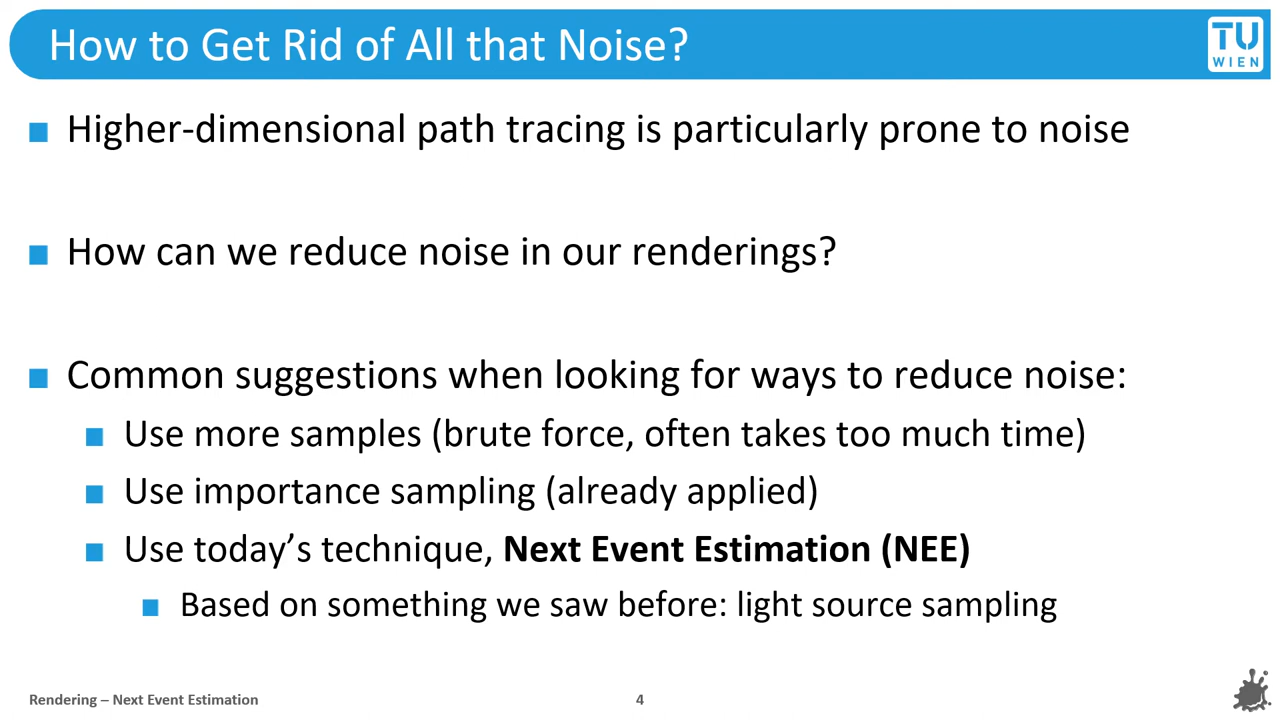 How to Get Rid of All that Noise?
TU
WIEN
Higher-dimensional path tracing is particularly prone to noise
How can we reduce noise in our renderings?
Common suggestions when looking for ways to reduce noise:
Use more samples (brute force, often takes too much time)
Use importance sampling (already applied)
Use today’s technique, Next Event Estimation (NEE)
Based on something we saw before: light source sampling
Rendering – Next Event Estimation
4